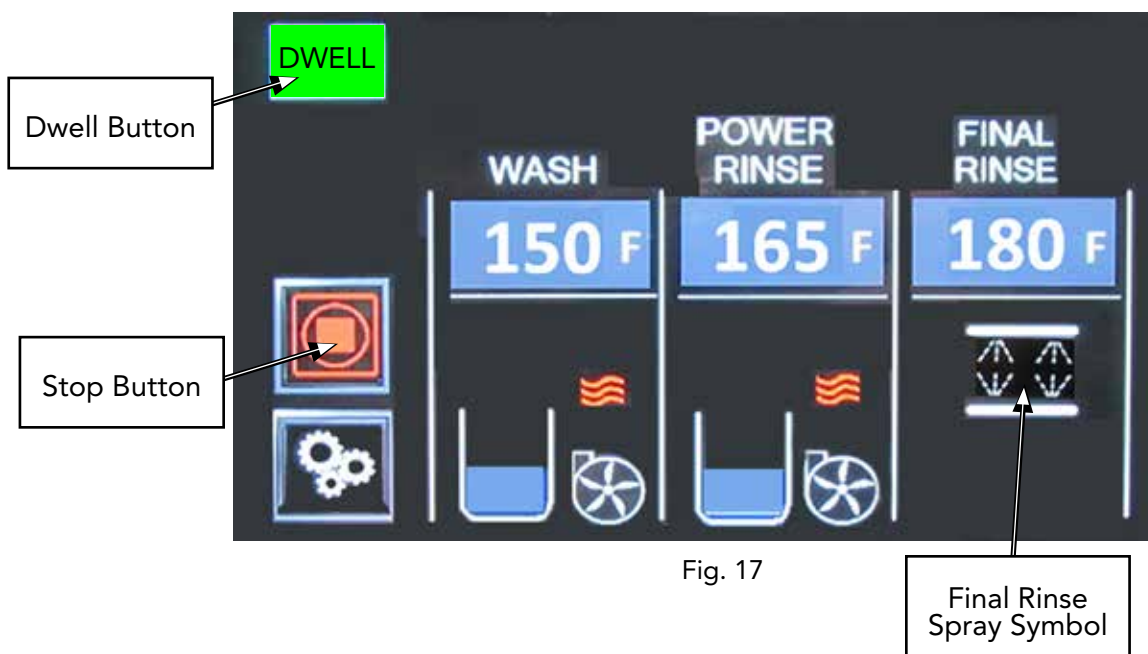 DWELL
Dwell Button
WASH
POWER
RINSE
FINAL
RINSE
150 F
165 F
180 F
Stop Button
Fig. 17
Final Rinse
Spray Symbol